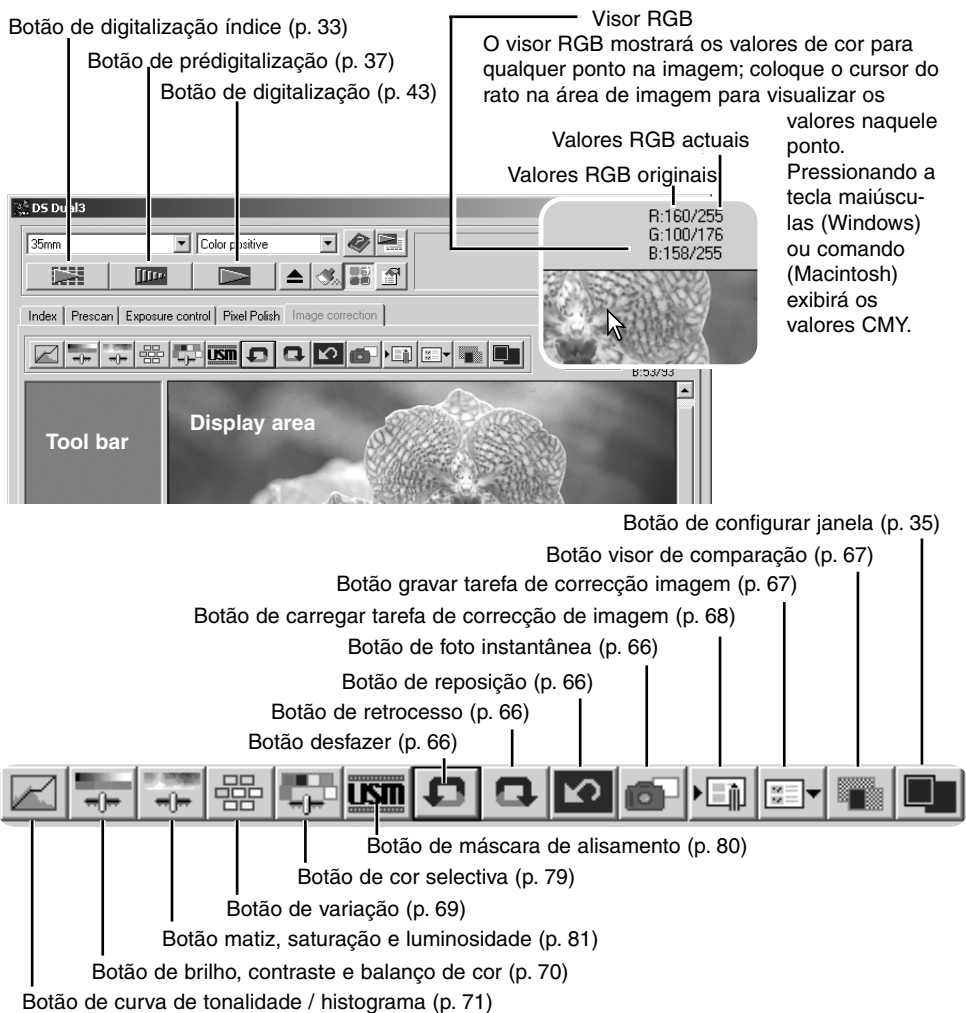 Botão de digitalização índice (p. 33)
Botão de prédigitalização (p. 37)
Botão de digitalização (p. 43)
Visor RGB
O visor RGB mostrará os valores de cor para
qualquer ponto na imagem; coloque o cursor do
rato na área de imagem para visualizar os
valores naquele
ponto.
Pressionando a
tecla maiúscu-
las (Windows)
ou comando
(Macintosh)
exibirá os
valores CMY.
Valores RGB actuais
Valores RGB originais
DS Dual3
R:160/255
G:100/176
B:158/255
35mm
Color positive
Index
Prescan
Exposure control
Pixel Polish
Image correction
USM
B:53/93
Tool bar
Display area
Botão de configurar janela (p. 35)
Botão visor de comparação (p. 67)
Botão gravar tarefa de correcção imagem (p. 67)
Botão de carregar tarefa de correcção de imagem (p. 68)
Botão de foto instantânea (p. 66)
Botão de reposição (p. 66)
Botão de retrocesso (p. 66)
Botão desfazer (p. 66)
USM
Botão de máscara de alisamento (p. 80)
Botão de cor selectiva (p. 79)
Botão de variação (p. 69)
Botão matiz, saturação e luminosidade (p. 81)
Botão de brilho, contraste e balanço de cor (p. 70)
Botão de curva de tonalidade / histograma (p. 71)